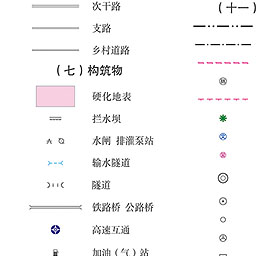 次干路
（十一）
支路
乡村道路
（七）构筑物
硬化地表
拦水坝
水闸 排灌泵站
输水隧道
隧道
铁路桥 公路桥
高速互通
加油（气）站